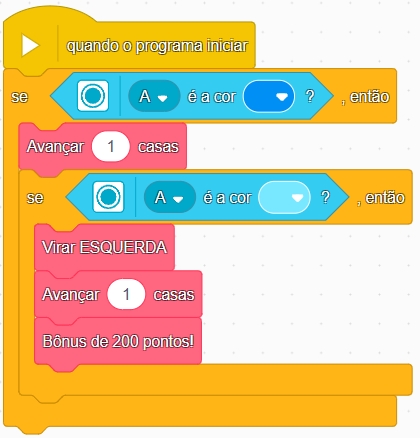 quando o programa iniciar
se A é a cor ? , então
Avançar 1 casas
se A é a cor ? , então
Virar ESQUERDA
Avançar 1 casas
Bônus de 200 pontos!